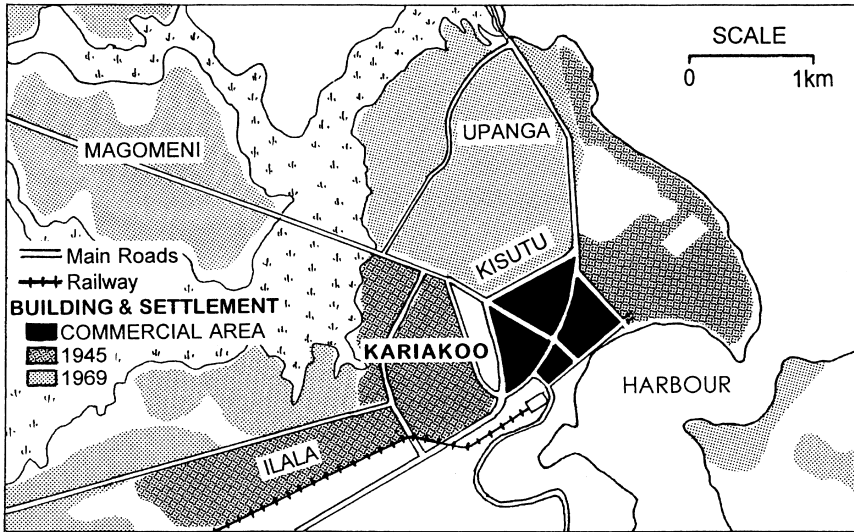 SCALE
0 1km
UPANGA
MAGOMENI
KISUTU
Main Roads
Railway
BUILDING & SETTLEMENT
COMMERCIAL AREA
1945
1969
KARIAKOO
HARBOUR
ILALA